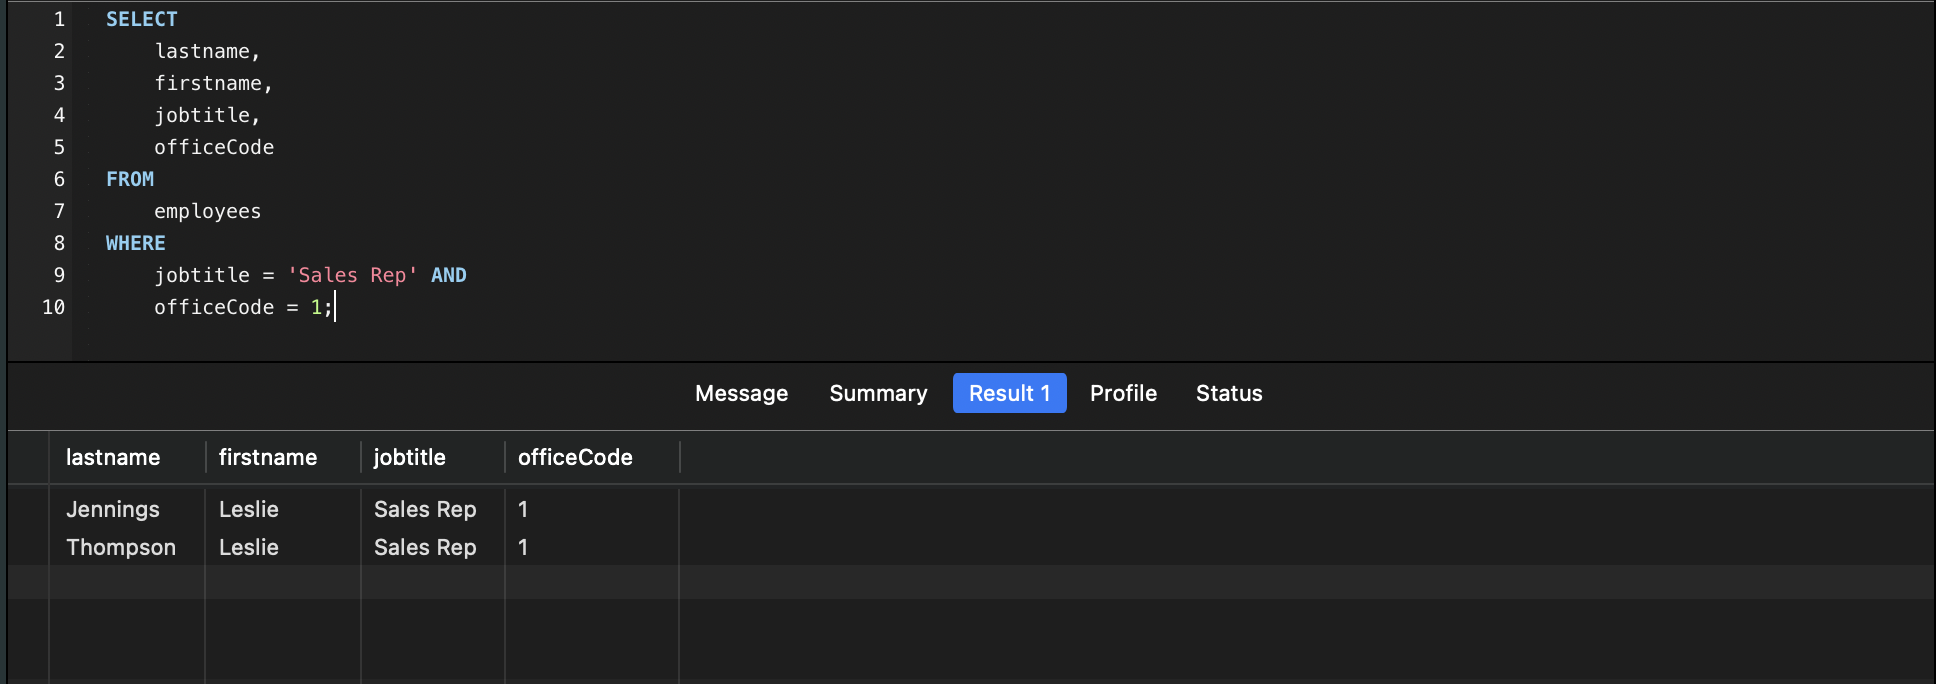 1 SELECT
2 lastname,
3 firstname,
4 jobtitle,
5 officeCode
6 FROM
7 employees
8 WHERE
9 jobtitle = 'Sales Rep' AND
10 officeCode = 1;
Message Summary Result 1 Profile Status
lastname firstname jobtitle officeCode
Jennings Leslie Sales Rep 1
Thompson Leslie Sales Rep 1